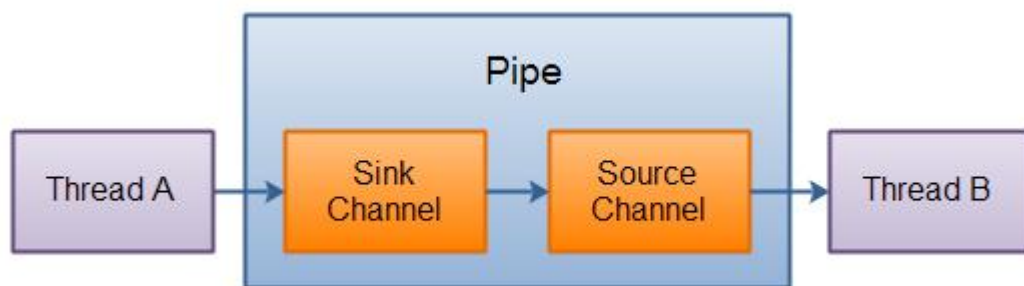 Pipe
Thread A
Sink
Channel
Source
Channel
Thread B